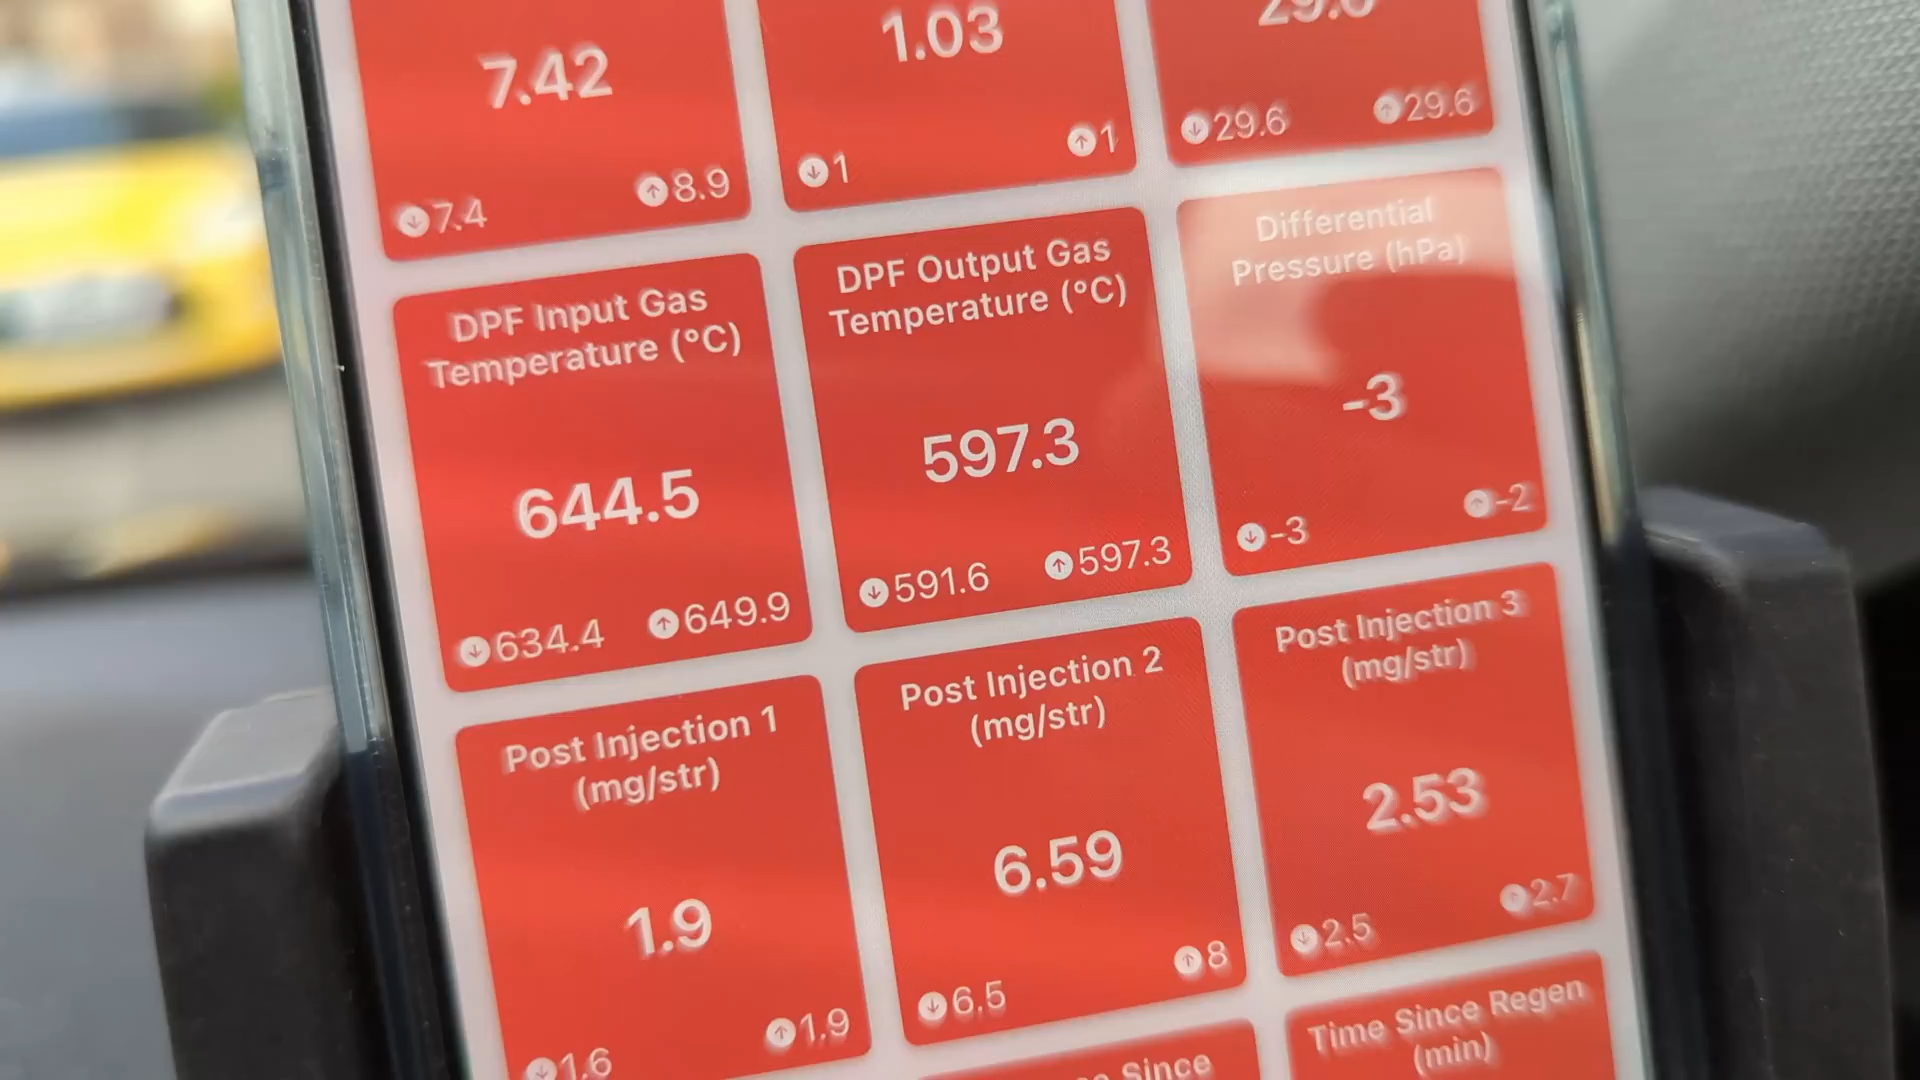 7.42
7.4
8.9
1.03
1
1
29.6
29.6
DPF Input Gas
Temperature (°C)
644.5
634.4
649.9
DPF Output Gas
Temperature (°C)
597.3
591.6
597.3
Differential
Pressure (hPa)
-3
-3
-2
Post Injection 1
(mg/str)
1.9
1.6
1.9
Post Injection 2
(mg/str)
6.59
6.5
8
Post Injection 3
(mg/str)
2.53
2.5
2.7
Since
Time Since Regen
(min)